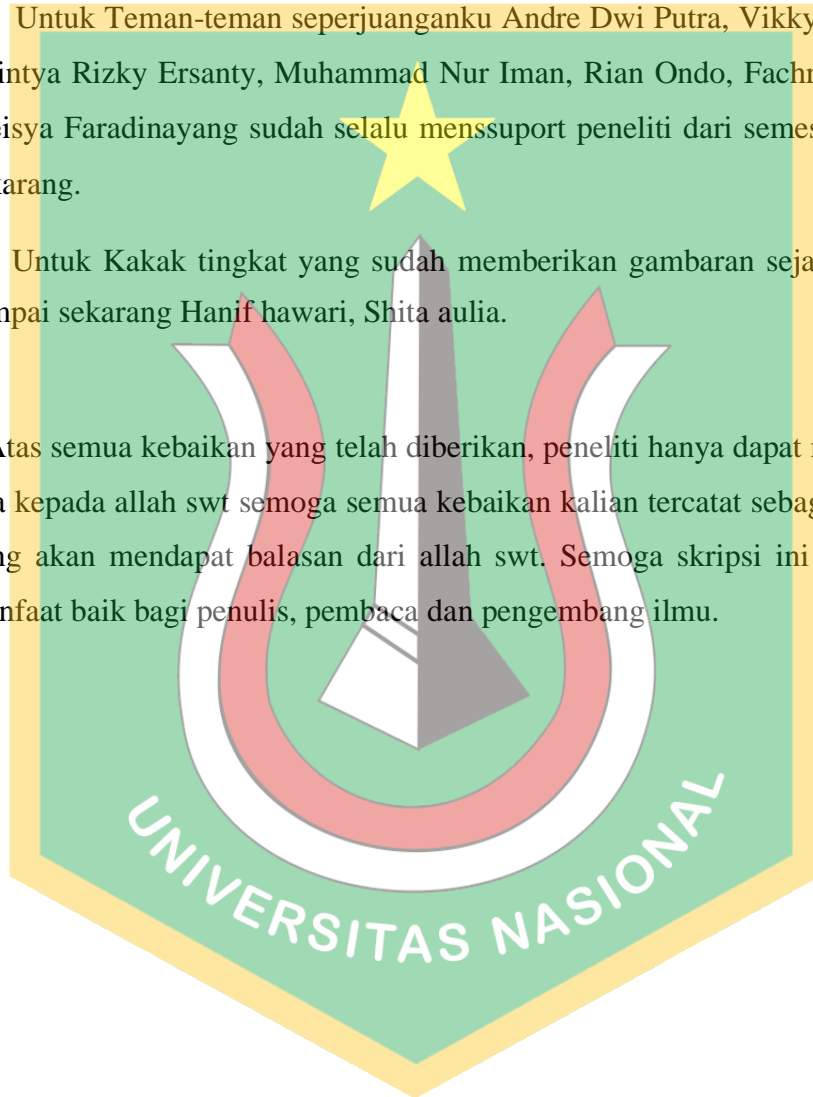 Untuk Teman-teman seperjuanganku Andre Dwi Putra, Vikky
intya Rizky Ersanty, Muhammad Nur Iman, Rian Ondo, Fachr
eisya Faradinayang sudah selalu menssuport peneliti dari semes
karang.
Untuk Kakak tingkat yang sudah memberikan gambaran seja
npai sekarang Hanif hawari, Shita aulia.
Atas semua kebaikan yang telah diberikan, peneliti hanya dapat
a kepada allah swt semoga semua kebaikan kalian tercatat sebag
ng akan mendapat balasan dari allah swt. Semoga skripsi ini
nfaat baik bagi penulis, pembaca dan pengembang ilmu.
UNIVERSITAS NASIONAL